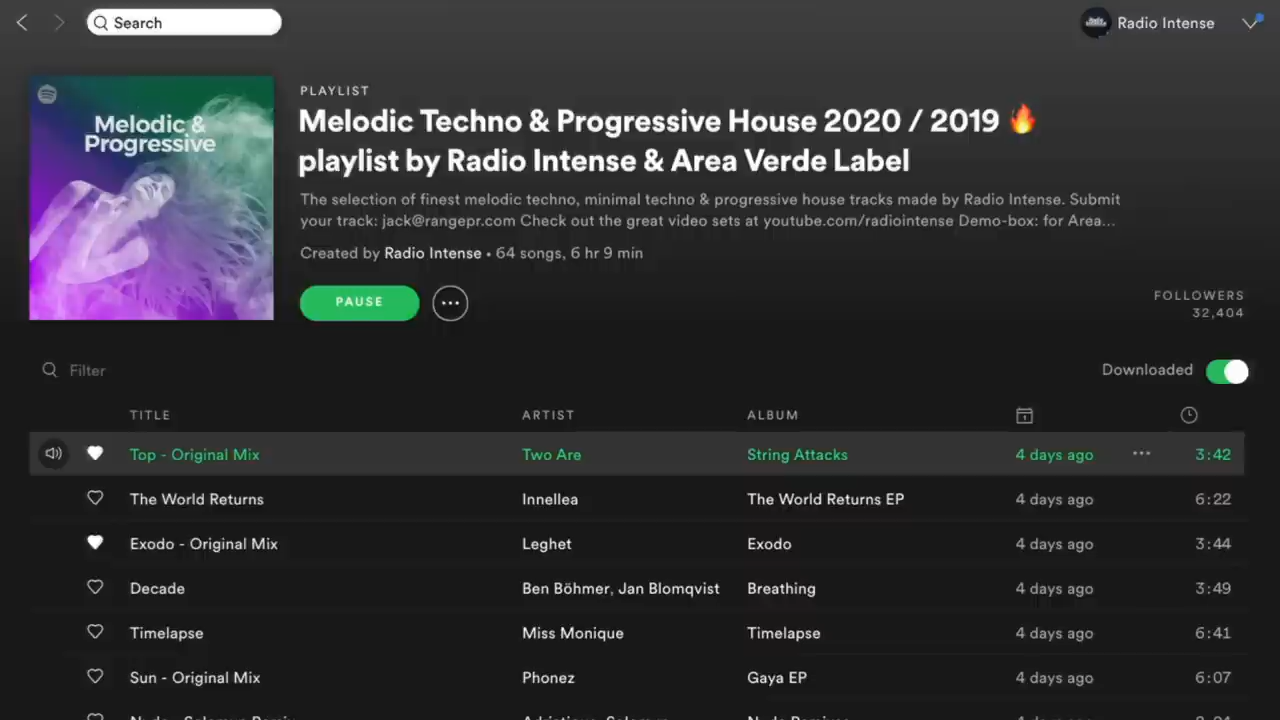 Search
Radio Intense
Melodic &
Progressive
PLAYLIST
Melodic Techno & Progressive House 2020 / 2019 🔥
playlist by Radio Intense & Area Verde Label
The selection of finest melodic techno, minimal techno & progressive house tracks made by Radio Intense. Submit
your track: jack@rangepr.com Check out the great video sets at youtube.com/radiointense Demo-box: for Area...
Created by Radio Intense • 64 songs, 6 hr 9 min
PAUSE
FOLLOWERS
32,404
Filter
Downloaded
TITLE ARTIST ALBUM
Top - Original Mix Two Are String Attacks 4 days ago 3:42
The World Returns Innellea The World Returns EP 4 days ago 6:22
Exodo - Original Mix Leghet Exodo 4 days ago 3:44
Decade Ben Böhmer, Jan Blomqvist Breathing 4 days ago 3:49
Timelapse Miss Monique Timelapse 4 days ago 6:41
Sun - Original Mix Phonez Gaya EP 4 days ago 6:07